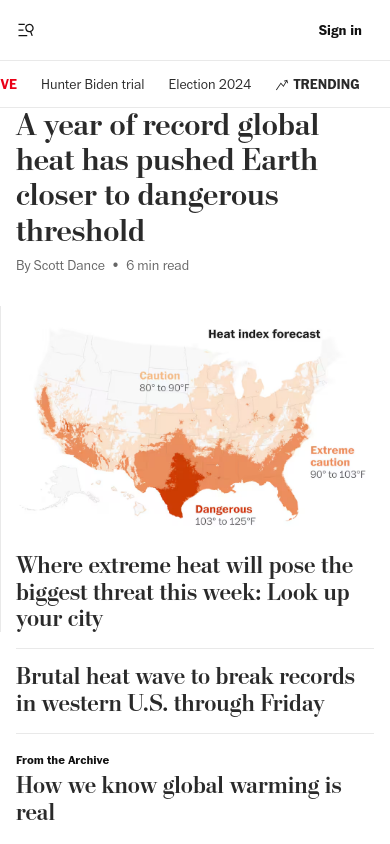 Sign in
VE
Hunter Biden trial
Election 2024
TRENDING
A year of record global
heat has pushed Earth
closer to dangerous
threshold
By Scott Dance • 6 min read
Heat index forecast
Caution
80° to 90°F
Extreme
caution
90° to 103°F
Dangerous
103° to 125°F
Where extreme heat will pose the
biggest threat this week: Look up
your city
Brutal heat wave to break records
in western U.S. through Friday
From the Archive
How we know global warming is
real